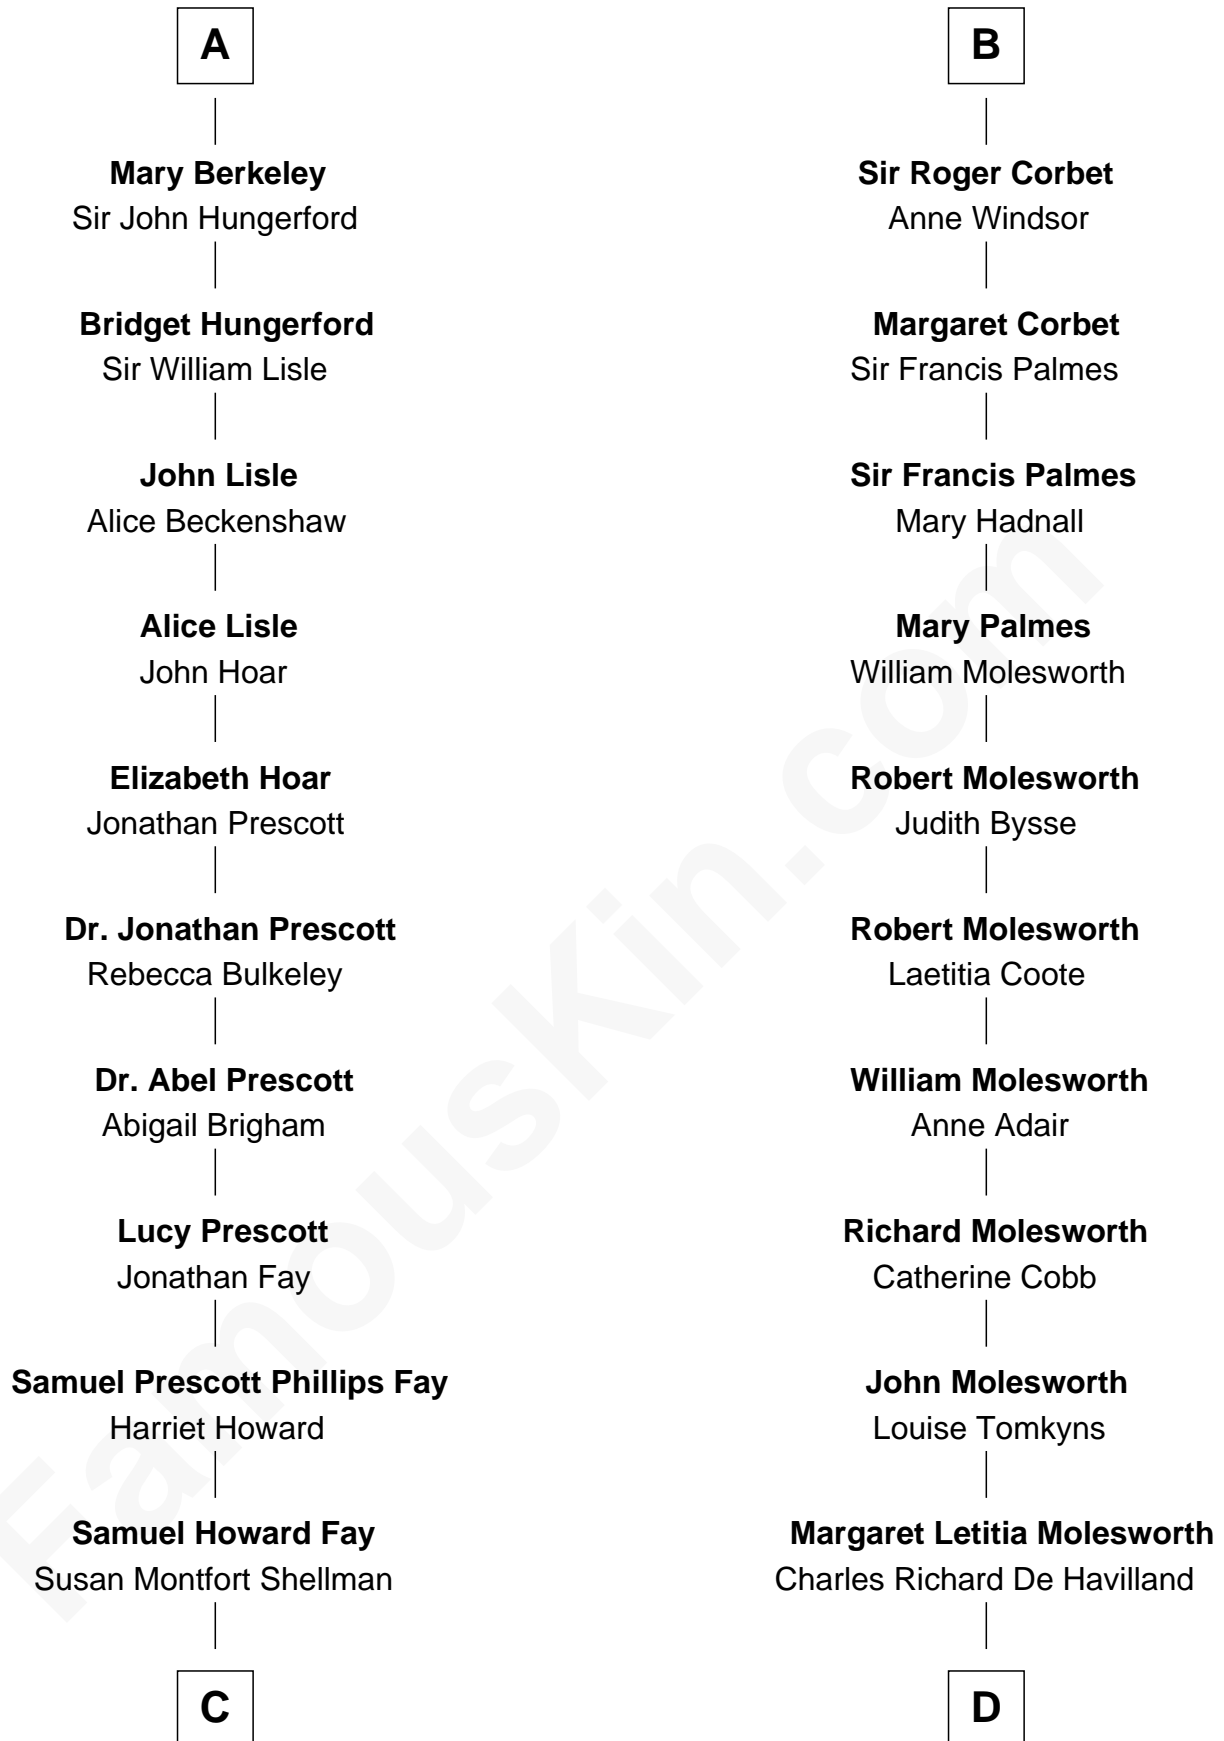 A
Mary Berkeley
Sir John Hungerford
Bridget Hungerford
Sir William Lisle
John Lisle
Alice Beckenshaw
Alice Lisle
John Hoar
Elizabeth Hoar
Jonathan Prescott
Dr. Jonathan Prescott
Rebecca Bulkeley
Dr. Abel Prescott
Abigail Brigham
Lucy Prescott
Jonathan Fay
Samuel Prescott Phillips Fay
Harriet Howard
Samuel Howard Fay
Susan Montfort Shellman
C
B
Sir Roger Corbet
Anne Windsor
Margaret Corbet
Sir Francis Palmes
Sir Francis Palmes
Mary Hadnall
Mary Palmes
William Molesworth
Robert Molesworth
Judith Bysse
Robert Molesworth
Laetitia Coote
William Molesworth
Anne Adair
Richard Molesworth
Catherine Cobb
John Molesworth
Louise Tomkyns
Margaret Letitia Molesworth
Charles Richard De Havilland
D
FamousKin.com